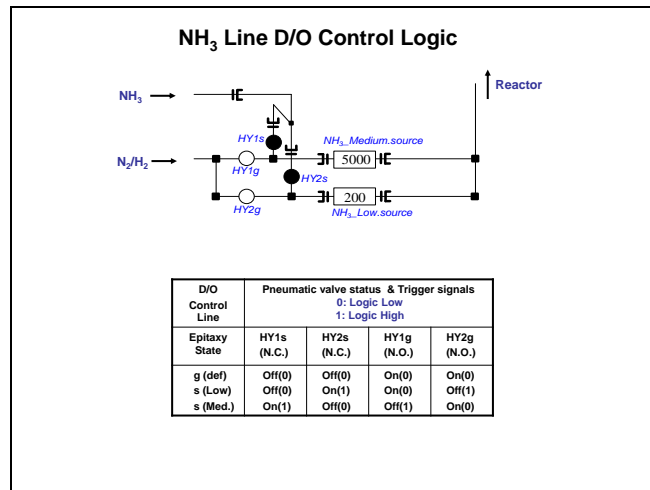 NH₃ Line D/O Control Logic
Reactor
NH₃
HY1s
NH₃_Medium.source
N₂/H₂
5000
HY1g
HY2s
200
HY2g
NH₃_Low.source
D/O Control Line
Pneumatic valve status & Trigger signals
0: Logic Low
1: Logic High
Epitaxy State
HY1s (N.C.)
HY2s (N.C.)
HY1g (N.O.)
HY2g (N.O.)
g (def) Off(0) Off(0) On(0) On(0)
s (Low) Off(0) On(1) On(0) Off(1)
s (Med.) On(1) Off(0) Off(1) On(0)